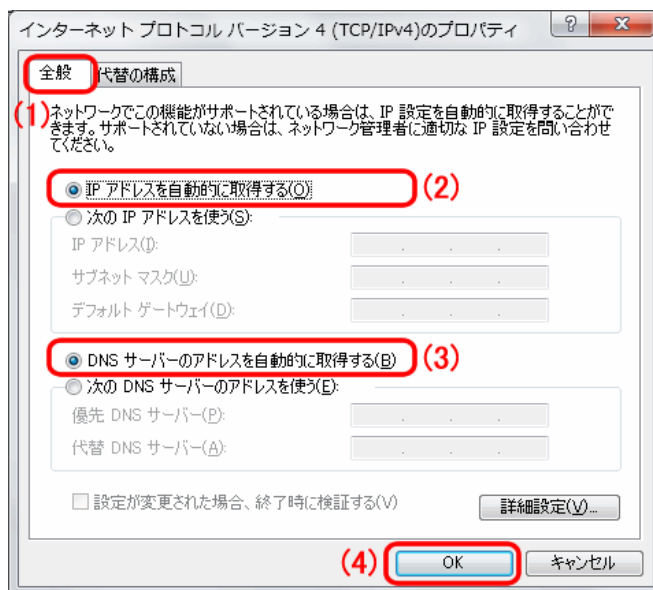 インターネット プロトコル バージョン 4 (TCP/IPv4)のプロパティ
全般 代替の構成
(1)
ネットワークでこの機能がサポートされている場合は、IP 設定を自動的に取得することがで
きます。サポートされていない場合は、ネットワーク管理者に適切な IP 設定を問い合わせ
てください。
IP アドレスを自動的に取得する(O) (2)
次の IP アドレスを使う(S):
IP アドレス(I):
サブネット マスク(U):
デフォルト ゲートウェイ(D):
DNS サーバーのアドレスを自動的に取得する(B) (3)
次の DNS サーバーのアドレスを使う(E):
優先 DNS サーバー(P):
代替 DNS サーバー(A):
設定が変更された場合、終了時に検証する(V)
詳細設定(V)...
(4) OK キャンセル